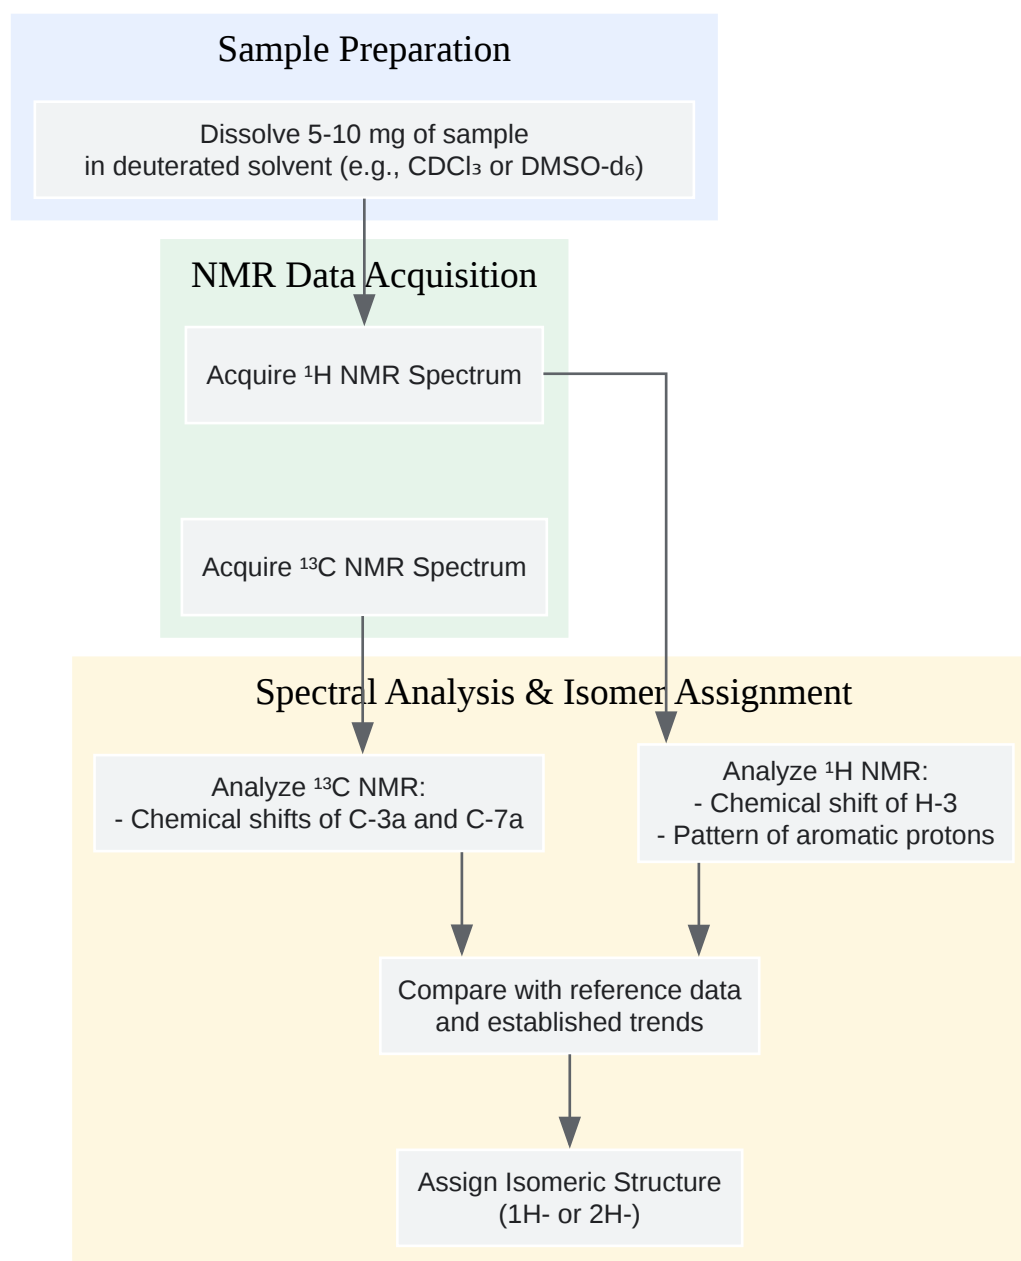 Sample Preparation
Dissolve 5-10 mg of sample
in deuterated solvent (e.g., CDCl₃ or DMSO-d₆)
NMR Data Acquisition
Acquire ¹H NMR Spectrum
Acquire ¹³C NMR Spectrum
Spectral Analysis & Isomer Assignment
Analyze ¹³C NMR:
- Chemical shifts of C-3a and C-7a
Analyze ¹H NMR:
- Chemical shift of H-3
- Pattern of aromatic protons
Compare with reference data
and established trends
Assign Isomeric Structure
(1H- or 2H-)